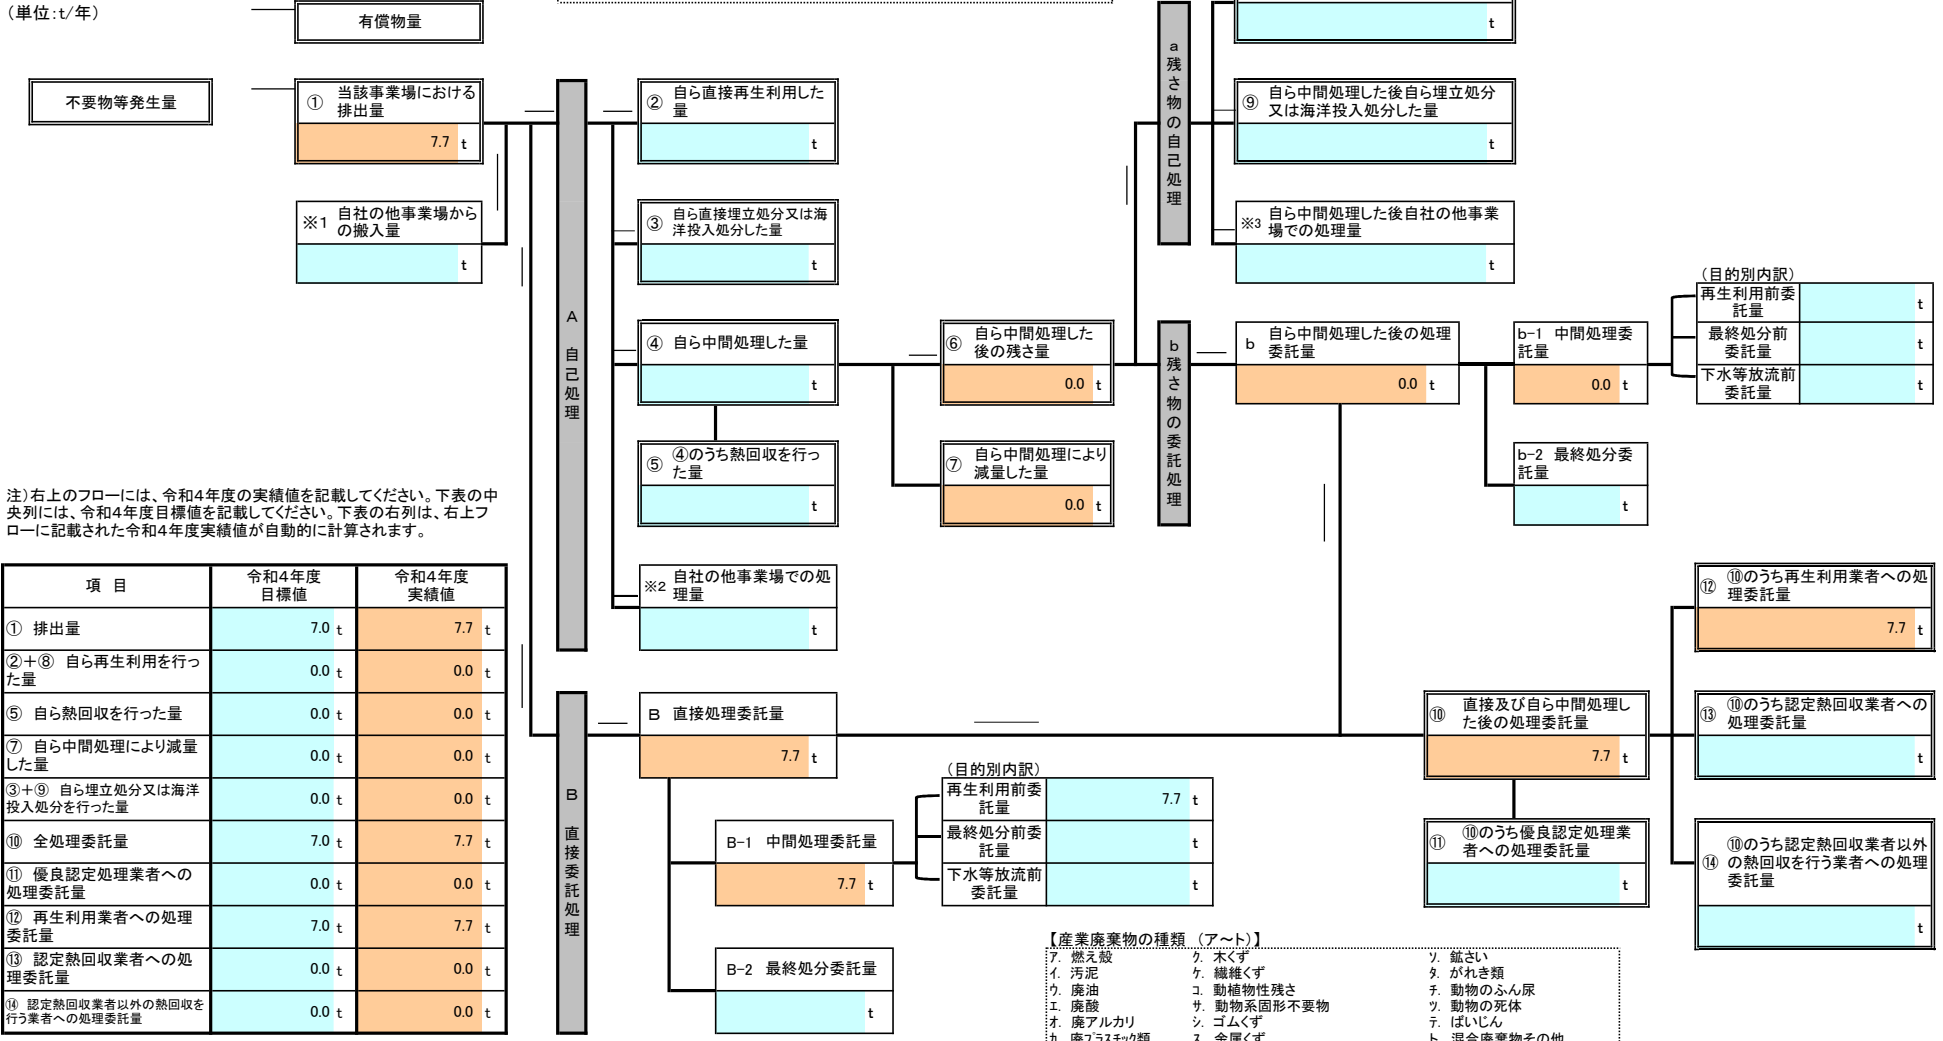 （単位:ｔ/年）
有償物量
ｔ
不要物等発生量
① 当該事業場における
排出量
7.7 ｔ
※1 自社の他事業場から
の搬入量
ｔ
A 自己処理
② 自ら直接再生利用した
量
ｔ
③ 自ら直接埋立処分又は海
洋投入処分した量
ｔ
④ 自ら中間処理した量
ｔ
⑤ ④のうち熱回収を行っ
た量
ｔ
※2 自社の他事業場での処
理量
ｔ
⑥ 自ら中間処理した
後の残さ量
0.0 ｔ
⑦ 自ら中間処理により
減量した量
0.0 ｔ
a 残さ物の自己処理
⑨ 自ら中間処理した後自ら埋立処分
又は海洋投入処分した量
ｔ
※3 自ら中間処理した後自社の他事業
場での処理量
ｔ
b 残さ物の委託処理
b 自ら中間処理した後の処理
委託量
0.0 ｔ
b-1 中間処理委
託量
0.0 ｔ
b-2 最終処分委
託量
ｔ
（目的別内訳）
再生利用前委
託量
ｔ
最終処分前
委託量
ｔ
下水等放流前
委託量
ｔ
注）右上のフローには、令和4年度の実績値を記載してください。下表の中
央列には、令和4年度目標値を記載してください。下表の右列は、右上フ
ローに記載された令和4年度実績値が自動的に計算されます。
項 目 令和4年度
目標値 令和4年度
実績値
① 排出量 7.0 ｔ 7.7 ｔ
②＋⑧ 自ら再生利用を行っ
た量 0.0 ｔ 0.0 ｔ
⑤ 自ら熱回収を行った量 0.0 ｔ 0.0 ｔ
⑦ 自ら中間処理により減量
した量 0.0 ｔ 0.0 ｔ
③＋⑨ 自ら埋立処分又は海洋
投入処分を行った量 0.0 ｔ 0.0 ｔ
⑩ 全処理委託量 7.0 ｔ 7.7 ｔ
⑪ 優良認定処理業者への
処理委託量 0.0 ｔ 0.0 ｔ
⑫ 再生利用業者への処理
委託量 7.0 ｔ 7.7 ｔ
⑬ 認定熱回収業者への処
理委託量 0.0 ｔ 0.0 ｔ
⑭ 認定熱回収業者以外の熱回収を
行う業者への処理委託量 0.0 ｔ 0.0 ｔ
B 直接委託処理
B 直接処理委託量
7.7 ｔ
B-1 中間処理委託量
7.7 ｔ
B-2 最終処分委託量
ｔ
（目的別内訳）
再生利用前委
託量
7.7 ｔ
最終処分前委
託量
ｔ
下水等放流前
委託量
ｔ
⑩ 直接及び自ら中間処理し
た後の処理委託量
7.7 ｔ
⑪ ⑩のうち優良認定処理業
者への処理委託量
ｔ
⑫ ⑩のうち再生利用業者への処
理委託量
7.7 ｔ
⑬ ⑩のうち認定熱回収業者への
処理委託量
ｔ
⑭ ⑩のうち認定熱回収業者以外
の熱回収を行う業者への処理
委託量
ｔ
【産業廃棄物の種類 （ア～ト）】
ア. 燃え殻 ク. 木くず ソ. 鉱さい
イ. 汚泥 ケ. 繊維くず タ. がれき類
ウ. 廃油 コ. 動植物性残さ チ. 動物のふん尿
エ. 廃酸 サ. 動物系固形不要物 ツ. 動物の死体
オ. 廃アルカリ シ. ゴムくず テ. ばいじん
カ. 廃プラスチック類 ス. 金属くず ト. 混合廃棄物その他